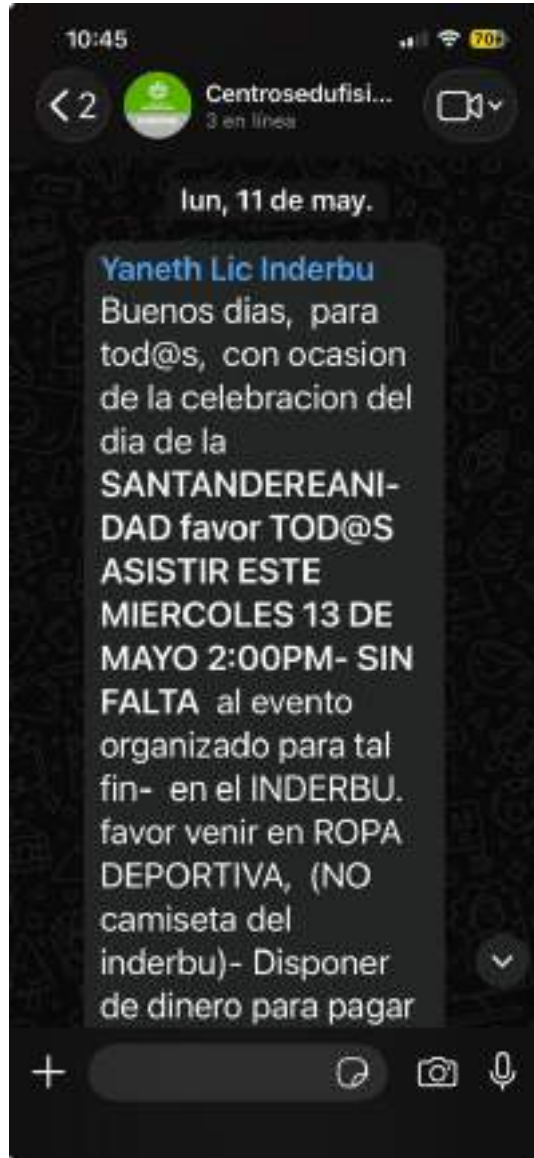 10:45
70
2
Centrosedufisi...
3 en línea
lun, 11 de may.
Yaneth Lic Inderbu
Buenos dias, para
tod@s, con ocasion
de la celebracion del
dia de la
SANTANDEREANI-
DAD favor TOD@S
ASISTIR ESTE
MIERCOLES 13 DE
MAYO 2:00PM- SIN
FALTA al evento
organizado para tal
fin- en el INDERBU.
favor venir en ROPA
DEPORTIVA, (NO
camiseta del
inderbu)- Disponer
de dinero para pagar